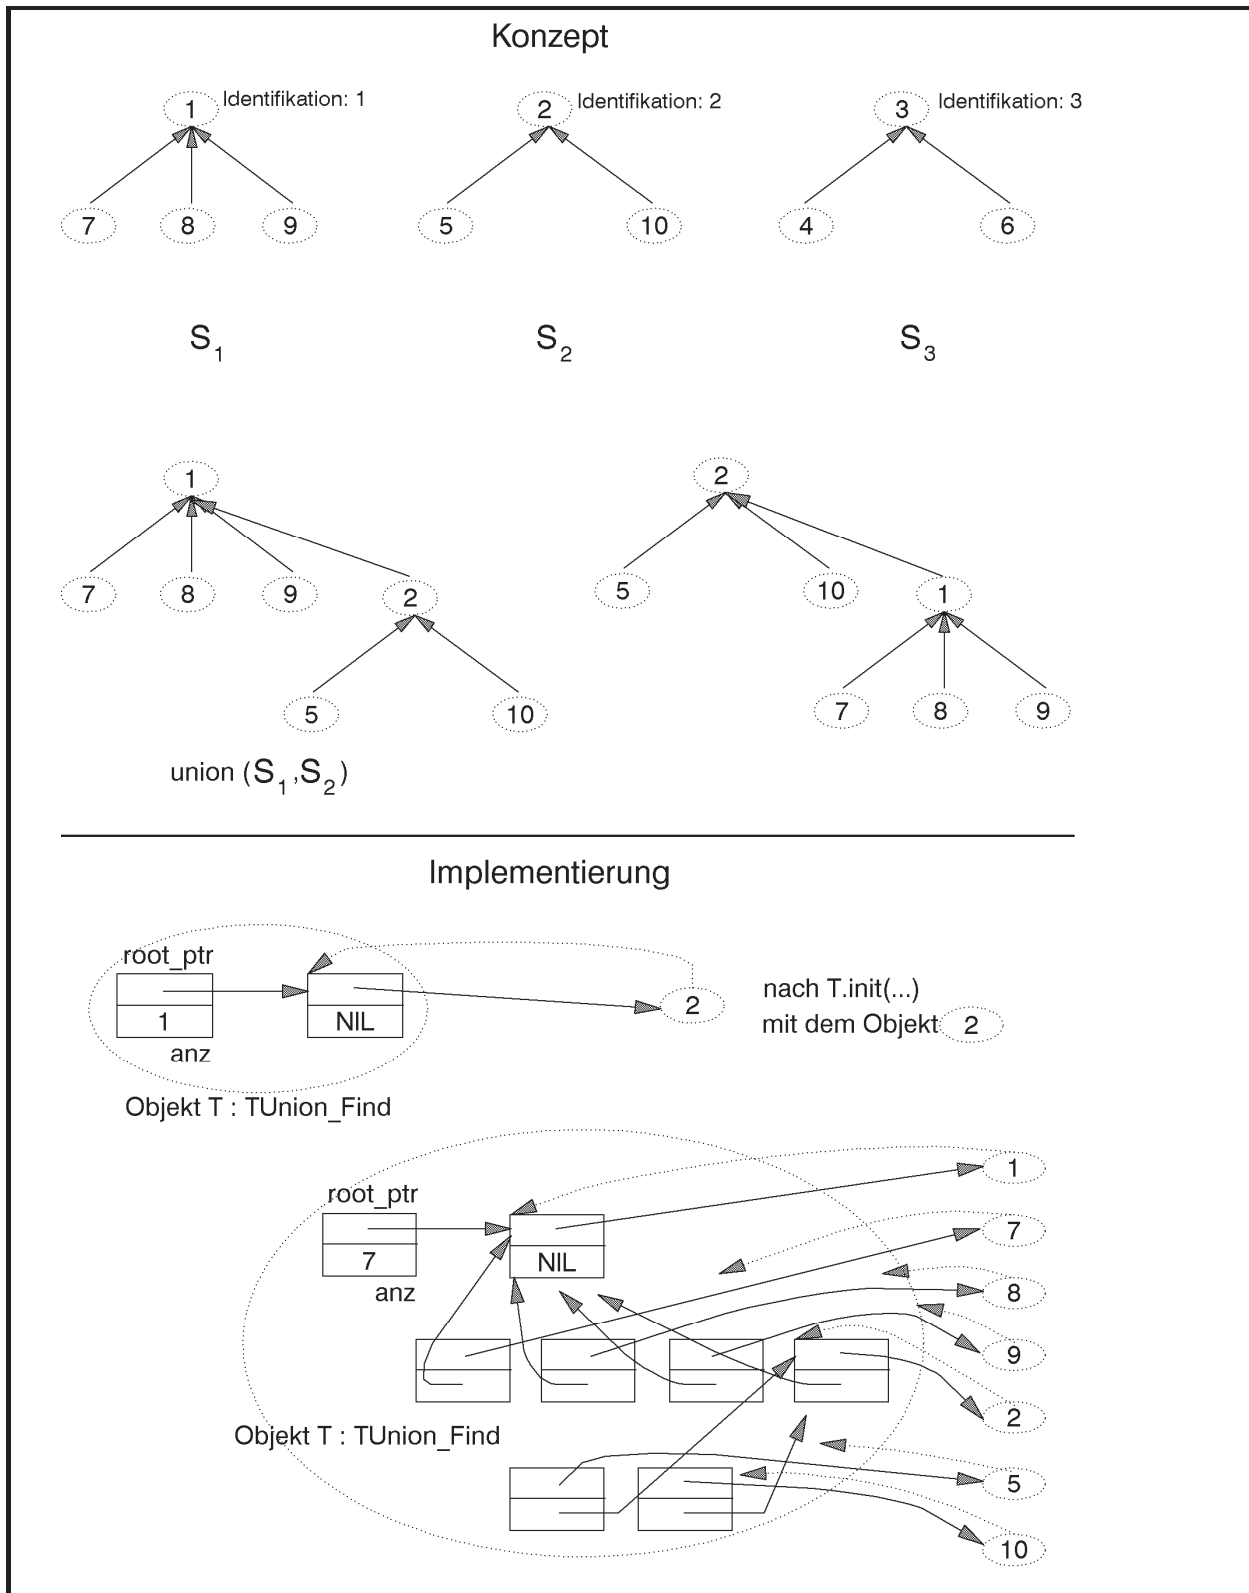 Konzept
1 Identifikation: 1 2 Identifikation: 2 3 Identifikation: 3
7 8 9 5 10 4 6
S1 S2 S3
1 2
7 8 9 2 5 10 1
5 10 7 8 9
union (S1,S2)
Implementierung
root_ptr
2 nach T.init(...)
1 NIL mit dem Objekt 2
anz
Objekt T : TUnion_Find
1
root_ptr
7
7 NIL
anz 8
9
2
Objekt T : TUnion_Find
5
10